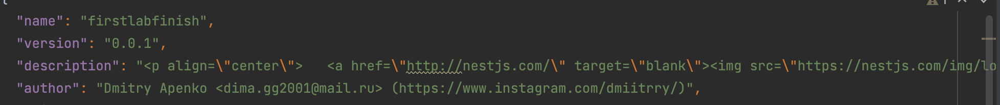 {
"name": "firstlabfinish",
"version": "0.0.1",
"description": "<p align=\"center\">   <a href=\"http://nestjs.com/\" target=\"blank\"><img src=\"https://nestjs.com/img/lo
"author": "Dmitry Apenko <dima.gg2001@mail.ru> (https://www.instagram.com/dmiitrry/)",